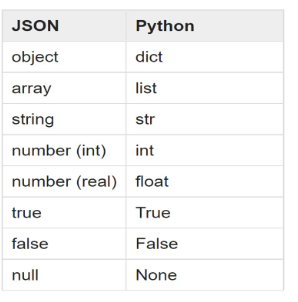 JSON Python
object dict
array list
string str
number (int) int
number (real) float
true True
false False
null None